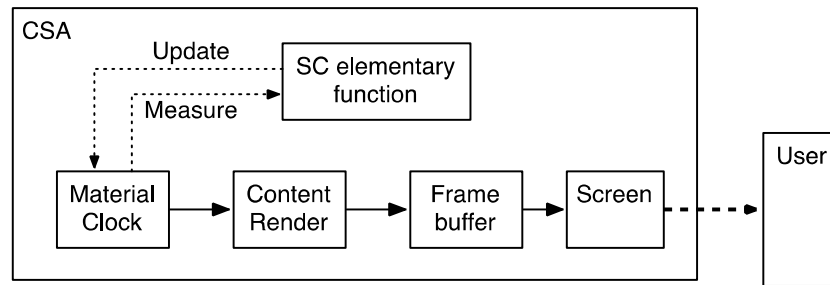 CSA
Update
SC elementary
function
Measure
Material
Clock
Content
Render
Frame
buffer
Screen
User